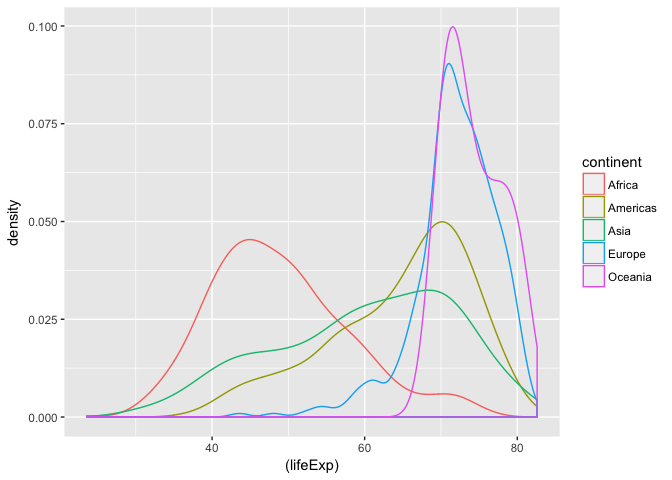 0.100
0.075
0.050
0.025
0.000
density
40
60
80
(lifeExp)
continent
Africa
Americas
Asia
Europe
Oceania